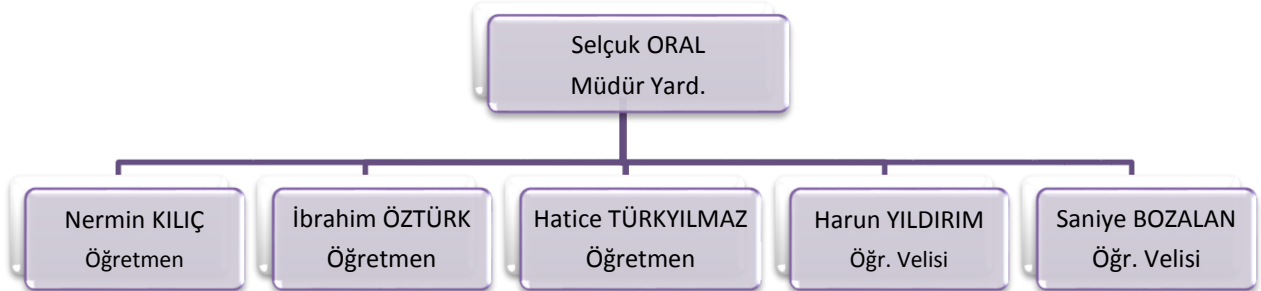 Selçuk ORAL
Müdür Yard.
Nermin KILIÇ
Öğretmen
İbrahim ÖZTÜRK
Öğretmen
Hatice TÜRKYILMAZ
Öğretmen
Harun YILDIRIM
Öğr. Velisi
Saniye BOZALAN
Öğr. Velisi